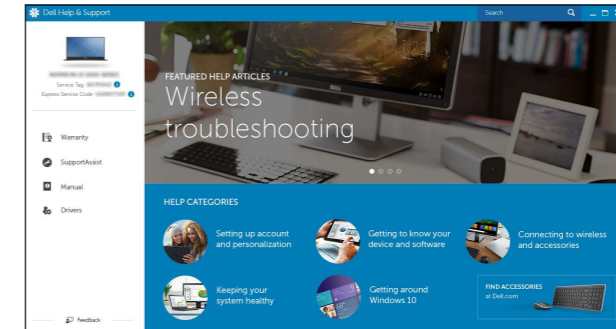 Dell Help & Support
Search
Service Tag:
Express Service Code:
Warranty
SupportAssist
Manual
Drivers
Feedback
FEATURED HELP ARTICLES
Wireless
troubleshooting
HELP CATEGORIES
Setting up account
and personalization
Getting to know your
device and software
Connecting to wireless
and accessories
Keeping your
system healthy
Getting around
Windows 10
FIND ACCESSORIES
at Dell.com